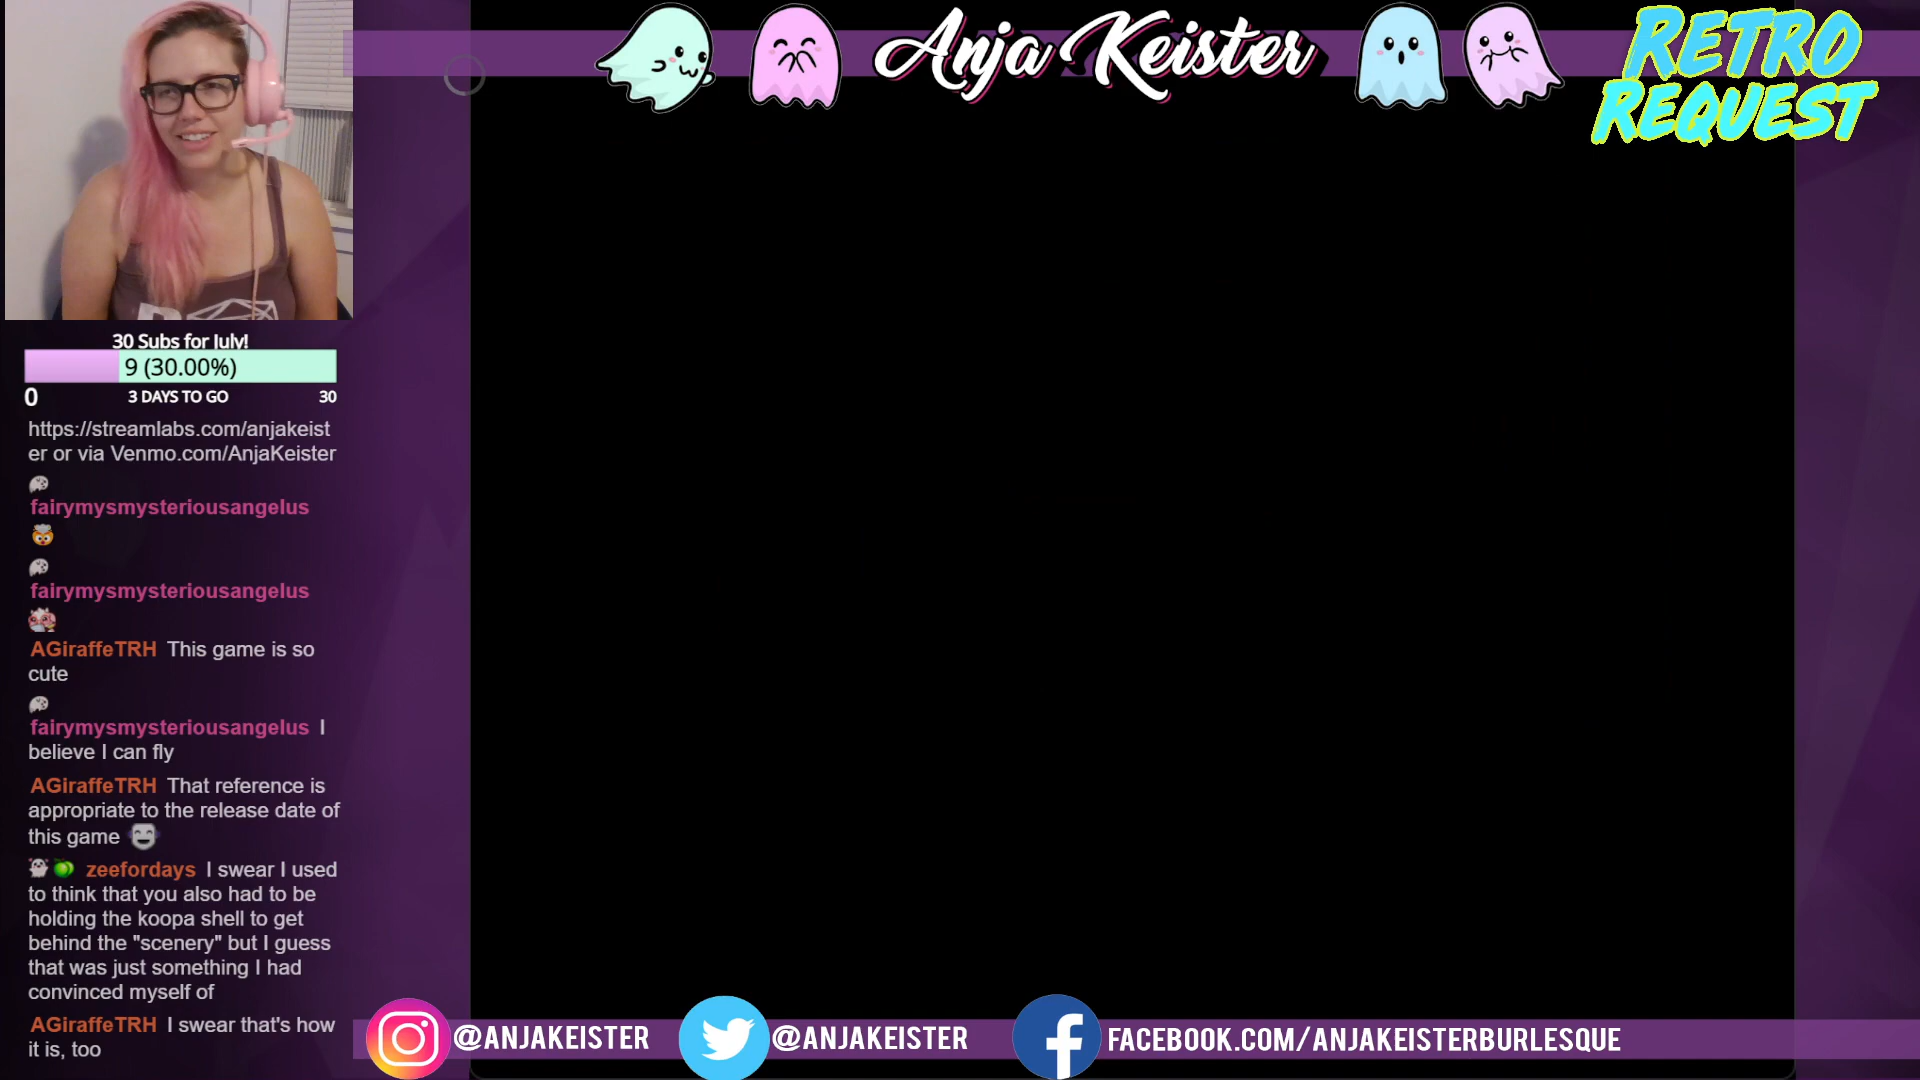 Anja Keister
RETRO
REQUEST
30 Subs for July!
9 (30.00%)
0 3 DAYS TO GO 30
https://streamlabs.com/anjakeist
er or via Venmo.com/AnjaKeister
fairymysmysteriousangelus
fairymysmysteriousangelus
AGiraffeTRH This game is so
cute
fairymysmysteriousangelus I
believe I can fly
AGiraffeTRH That reference is
appropriate to the release date of
this game
zeefordays I swear I used
to think that you also had to be
holding the koopa shell to get
behind the "scenery" but I guess
that was just something I had
convinced myself of
AGiraffeTRH I swear that's how
it is, too
@ANJAKEISTER @ANJAKEISTER FACEBOOK.COM/ANJAKEISTERBURLESQUE